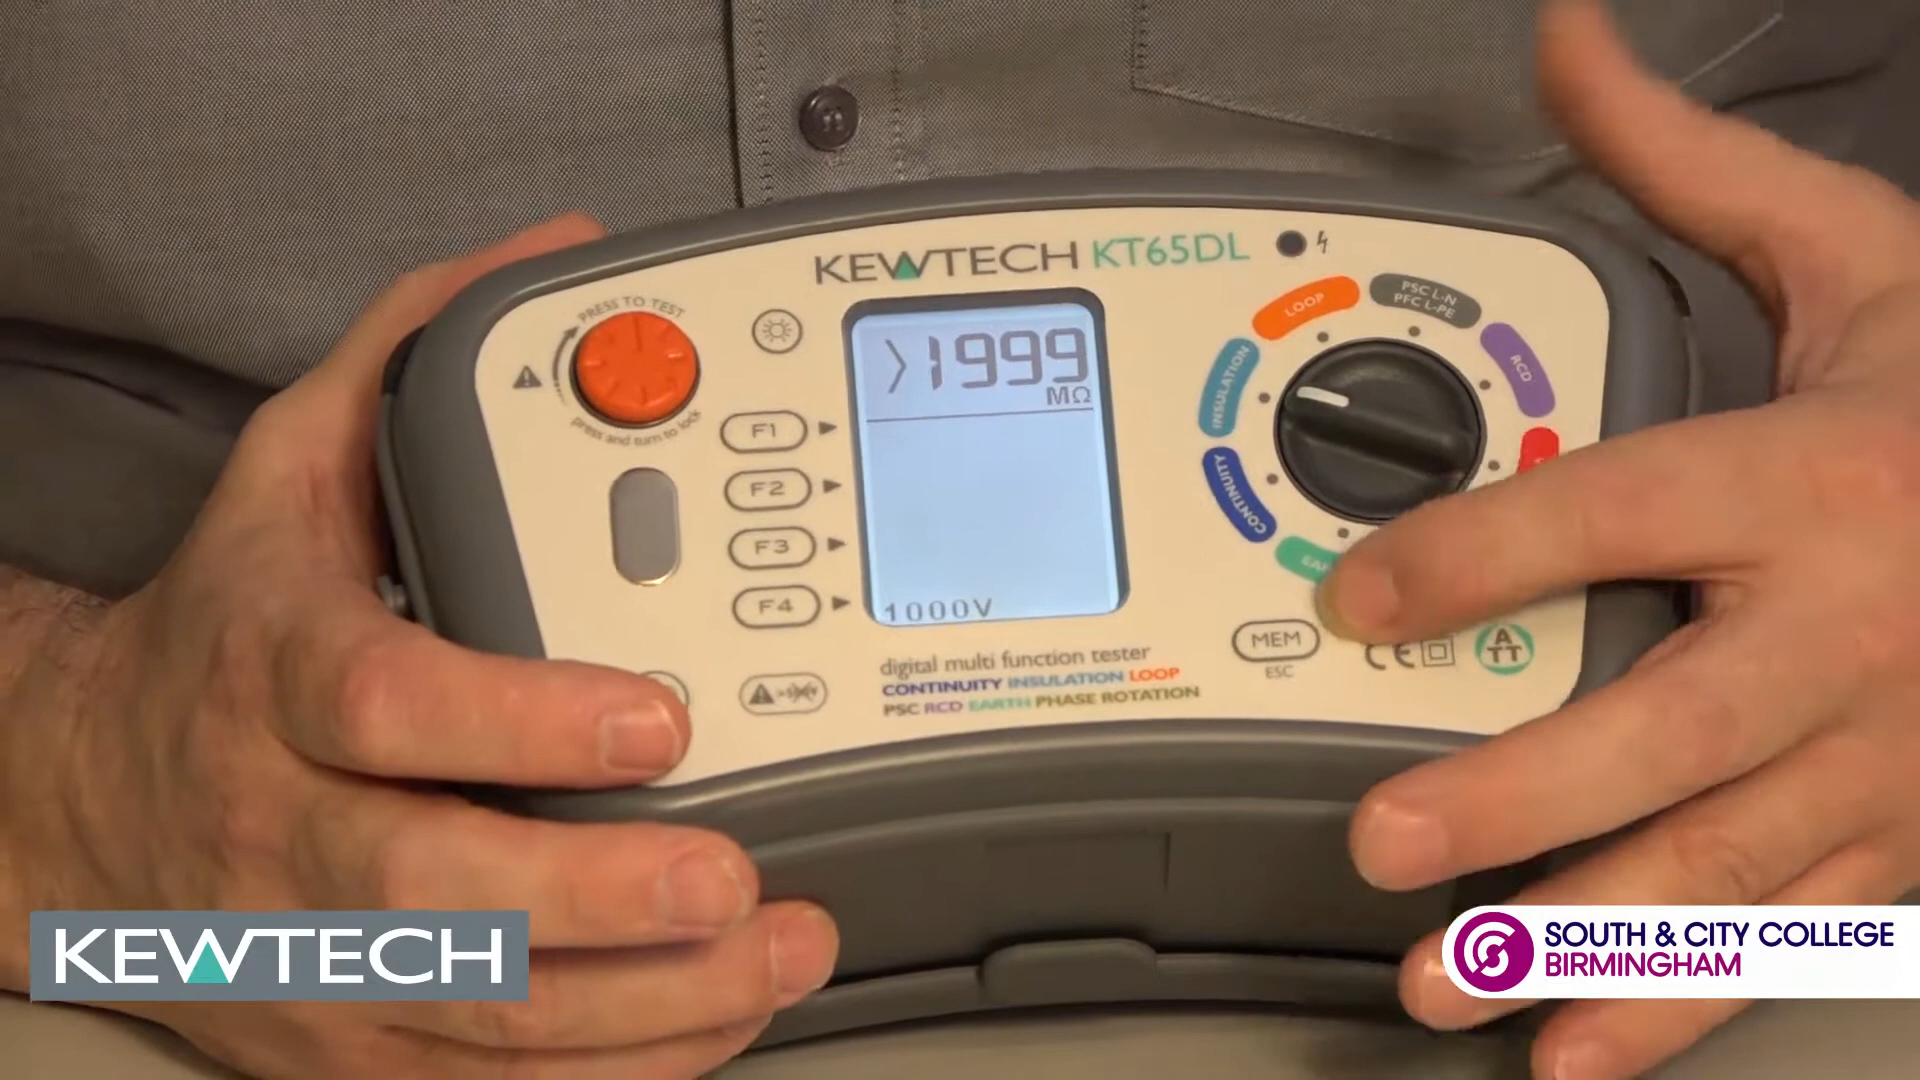 KEWTECH KT65DL
PRESS TO TEST
press and turn to lock
LOOP
PSC L-N
PFC L-PE
RCD
INSULATION
CONTINUITY
>1999
MΩ
F1
F2
F3
F4
1000V
MEM
ESC
CE
A
TT
digital multi function tester
CONTINUITY INSULATION LOOP
PSC RCD EARTH PHASE ROTATION
KEWTECH
SOUTH & CITY COLLEGE
BIRMINGHAM